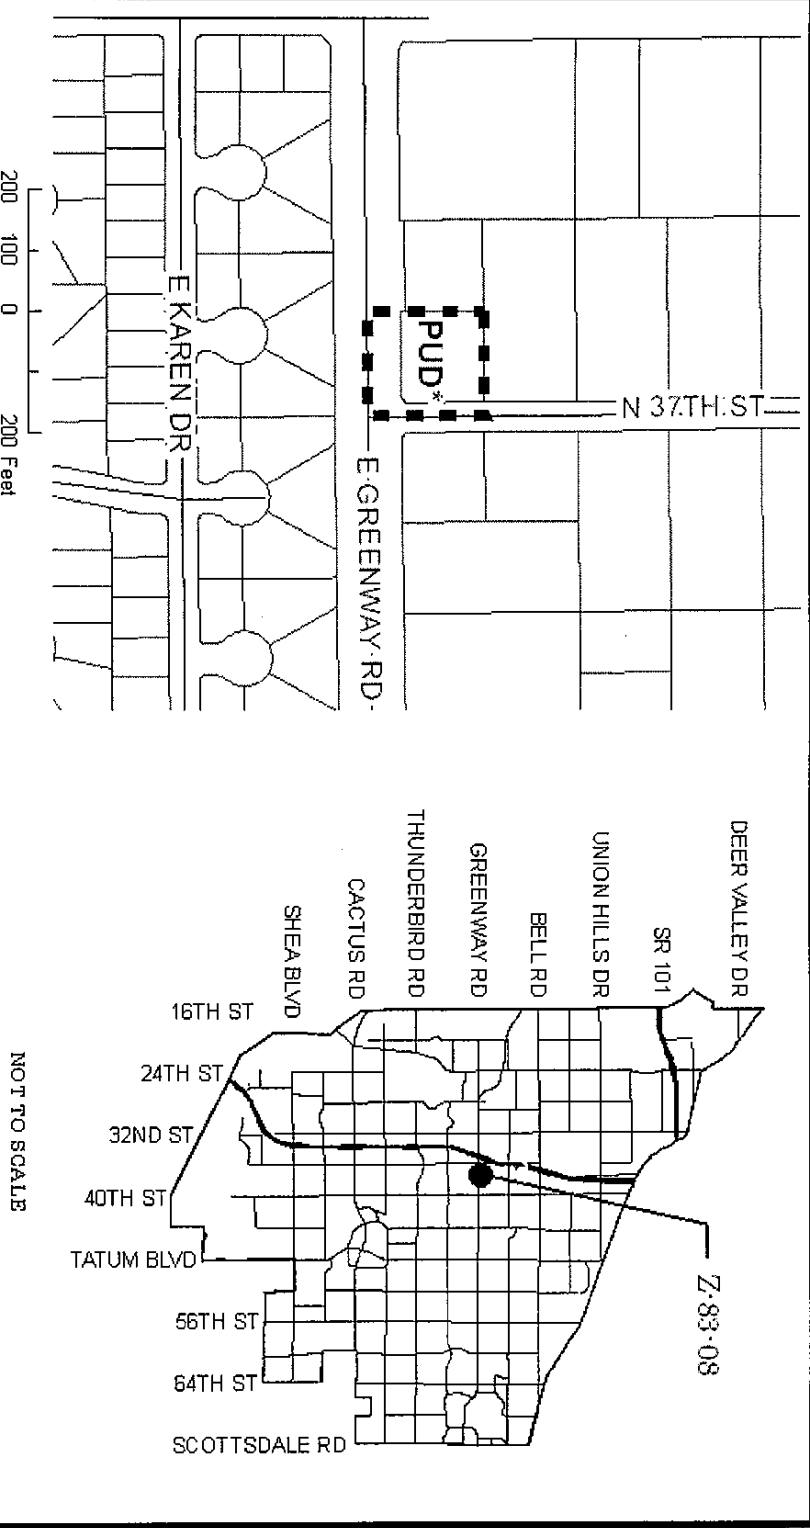 N 37TH ST
PUD*
E GREENWAY RD
E KAREN DR
200 100 0 200 Feet
DEER VALLEY DR
SR 101
UNION HILLS DR
BELL RD
GREENWAY RD
THUNDERBIRD RD
CACTUS RD
SHEA BLVD
16TH ST
24TH ST
32ND ST
40TH ST
TATUM BLVD
56TH ST
64TH ST
SCOTTSDALE RD
Z-83-08
NOT TO SCALE